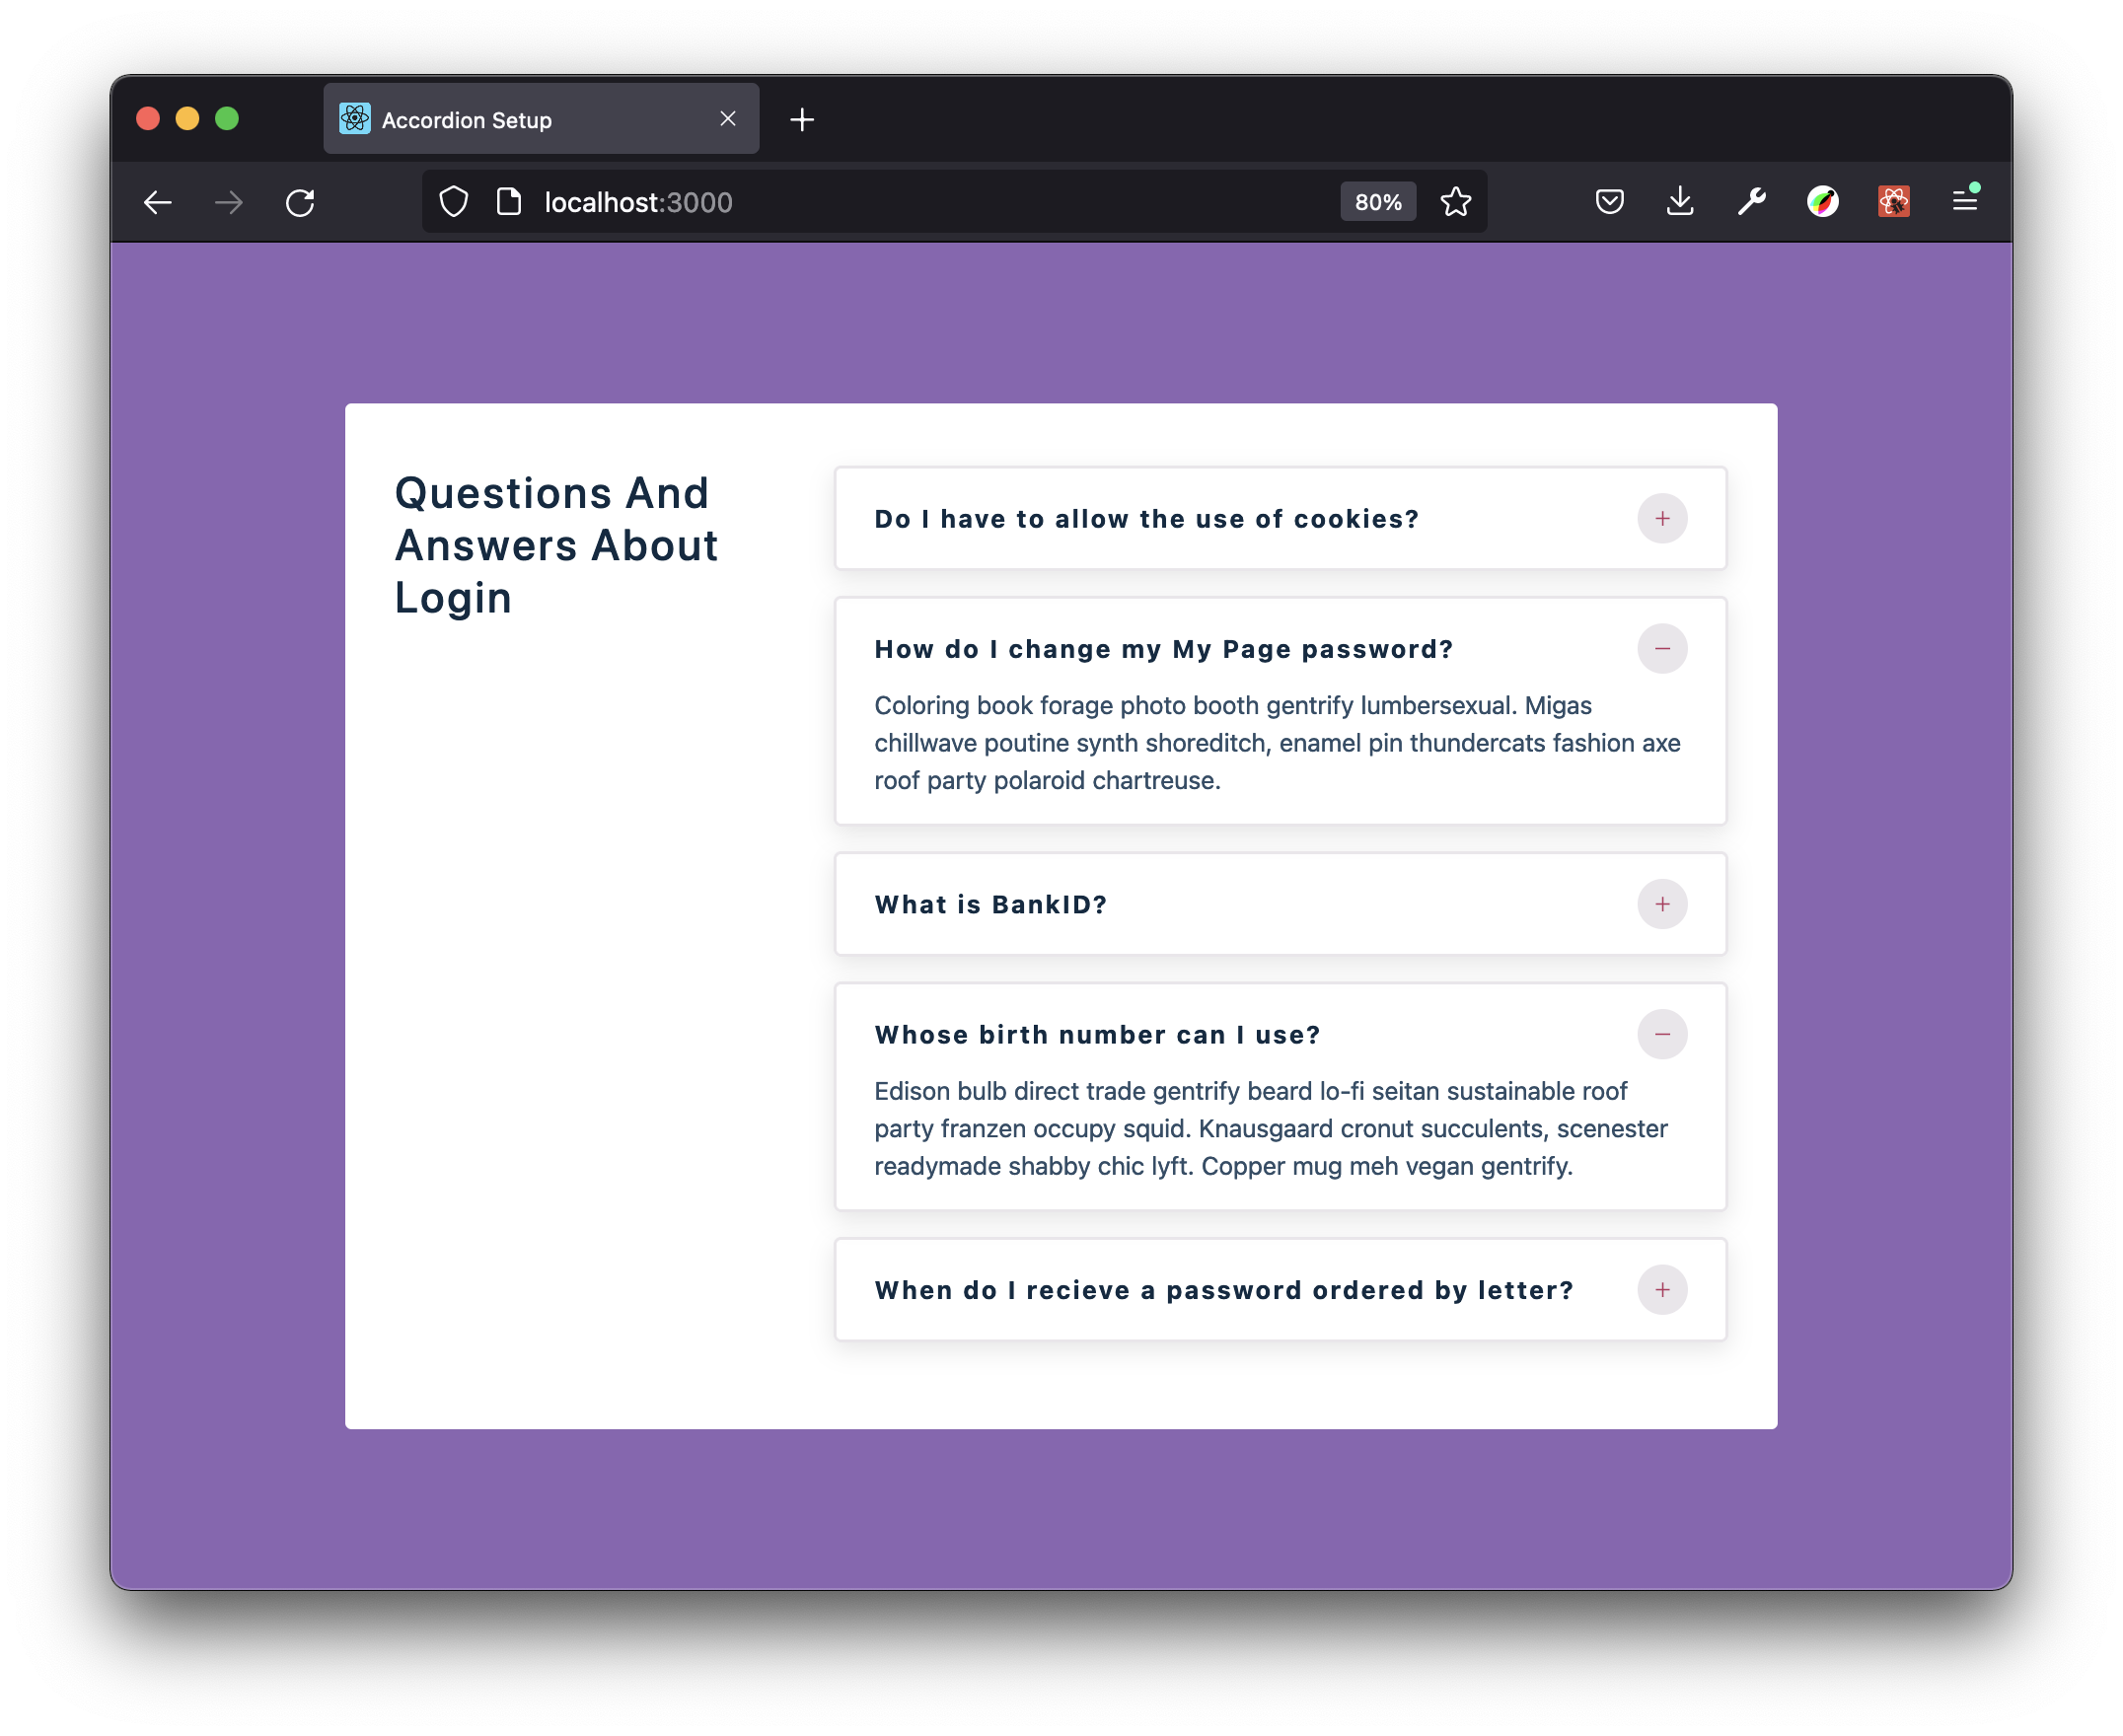 Accordion Setup
localhost:3000
80%
Questions And
Answers About
Login
Do I have to allow the use of cookies?
How do I change my My Page password?
Coloring book forage photo booth gentrify lumbersexual. Migas
chillwave poutine synth shoreditch, enamel pin thundercats fashion axe
roof party polaroid chartreuse.
What is BankID?
Whose birth number can I use?
Edison bulb direct trade gentrify beard lo-fi seitan sustainable roof
party franzen occupy squid. Knausgaard cronut succulents, scenester
readymade shabby chic lyft. Copper mug meh vegan gentrify.
When do I recieve a password ordered by letter?